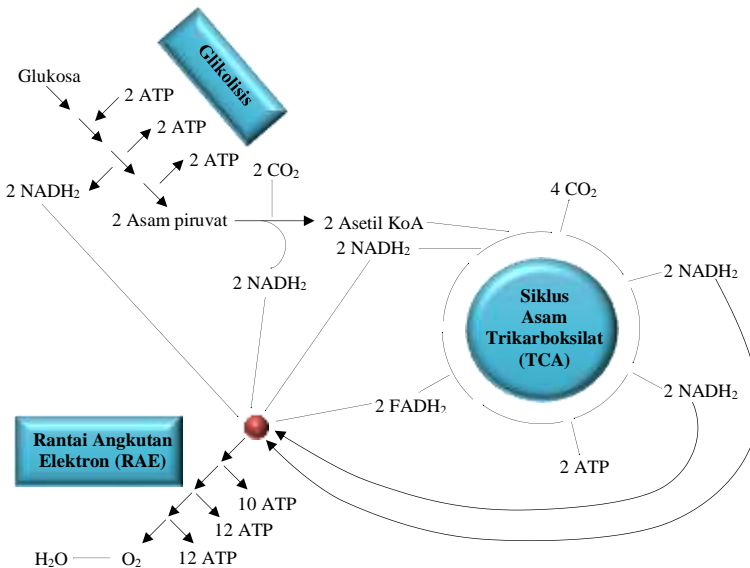 Glikolisis
Glukosa
2 ATP
2 ATP
2 ATP
2 NADH₂
2 Asam piruvat
2 CO₂
2 NADH₂
2 Asetil KoA
2 NADH₂
4 CO₂
2 NADH₂
Siklus
Asam
Trikarboksilat
(TCA)
2 NADH₂
2 FADH₂
2 ATP
Rantai Angkutan
Elektron (RAE)
10 ATP
12 ATP
12 ATP
H₂O
O₂